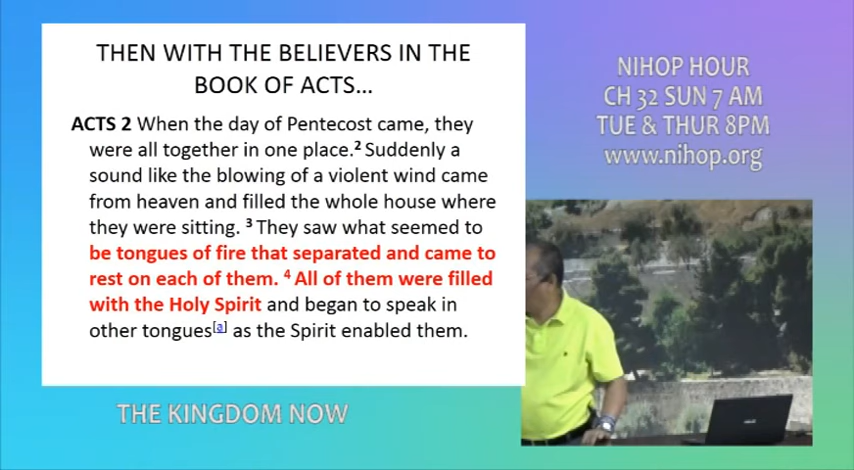 THEN WITH THE BELIEVERS IN THE
BOOK OF ACTS...
ACTS 2 When the day of Pentecost came, they
were all together in one place.² Suddenly a
sound like the blowing of a violent wind came
from heaven and filled the whole house where
they were sitting. ³ They saw what seemed to
be tongues of fire that separated and came to
rest on each of them. ⁴ All of them were filled
with the Holy Spirit and began to speak in
other tongues[a] as the Spirit enabled them.
NIHOP HOUR
CH 32 SUN 7 AM
TUE & THUR 8PM
www.nihop.org
THE KINGDOM NOW